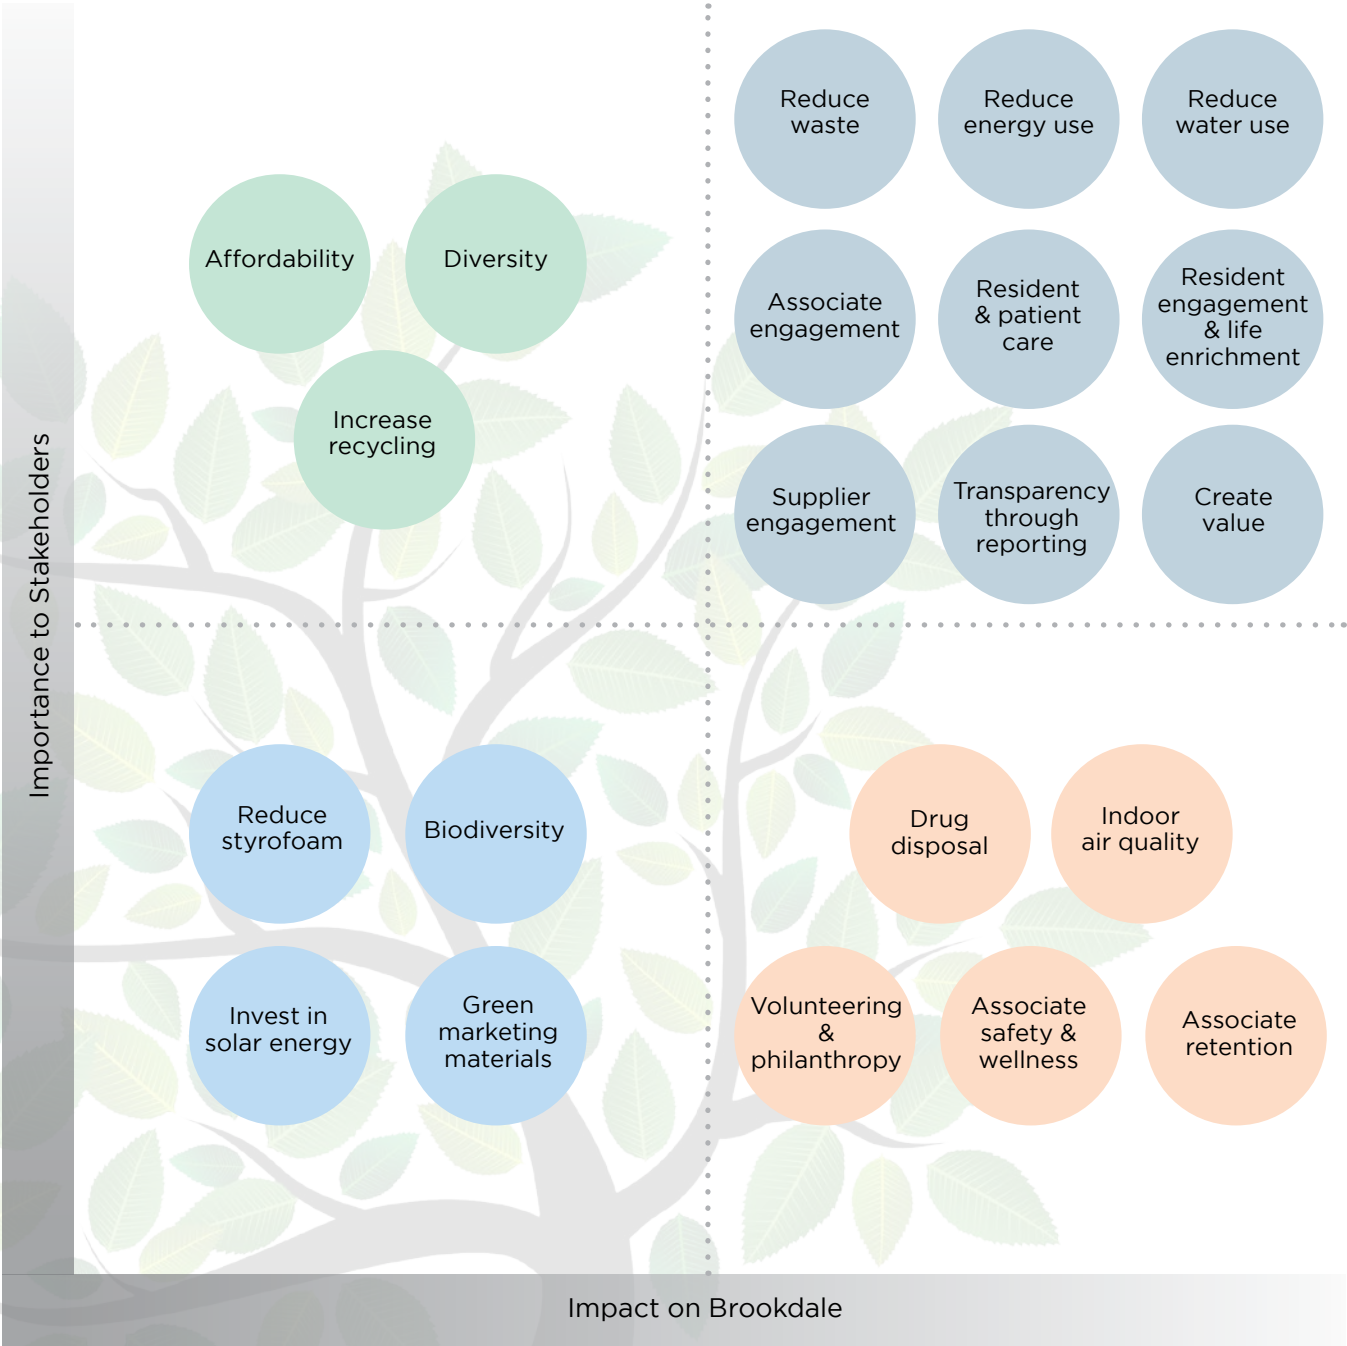 Reduce
waste
Reduce
energy use
Reduce
water use
Affordability
Diversity
Increase
recycling
Associate
engagement
Resident
& patient
care
Resident
engagement
& life
enrichment
Supplier
engagement
Transparency
through
reporting
Create
value
Importance to Stakeholders
Reduce
styrofoam
Biodiversity
Invest in
solar energy
Green
marketing
materials
Drug
disposal
Indoor
air quality
Volunteering
&
philanthropy
Associate
safety &
wellness
Associate
retention
Impact on Brookdale